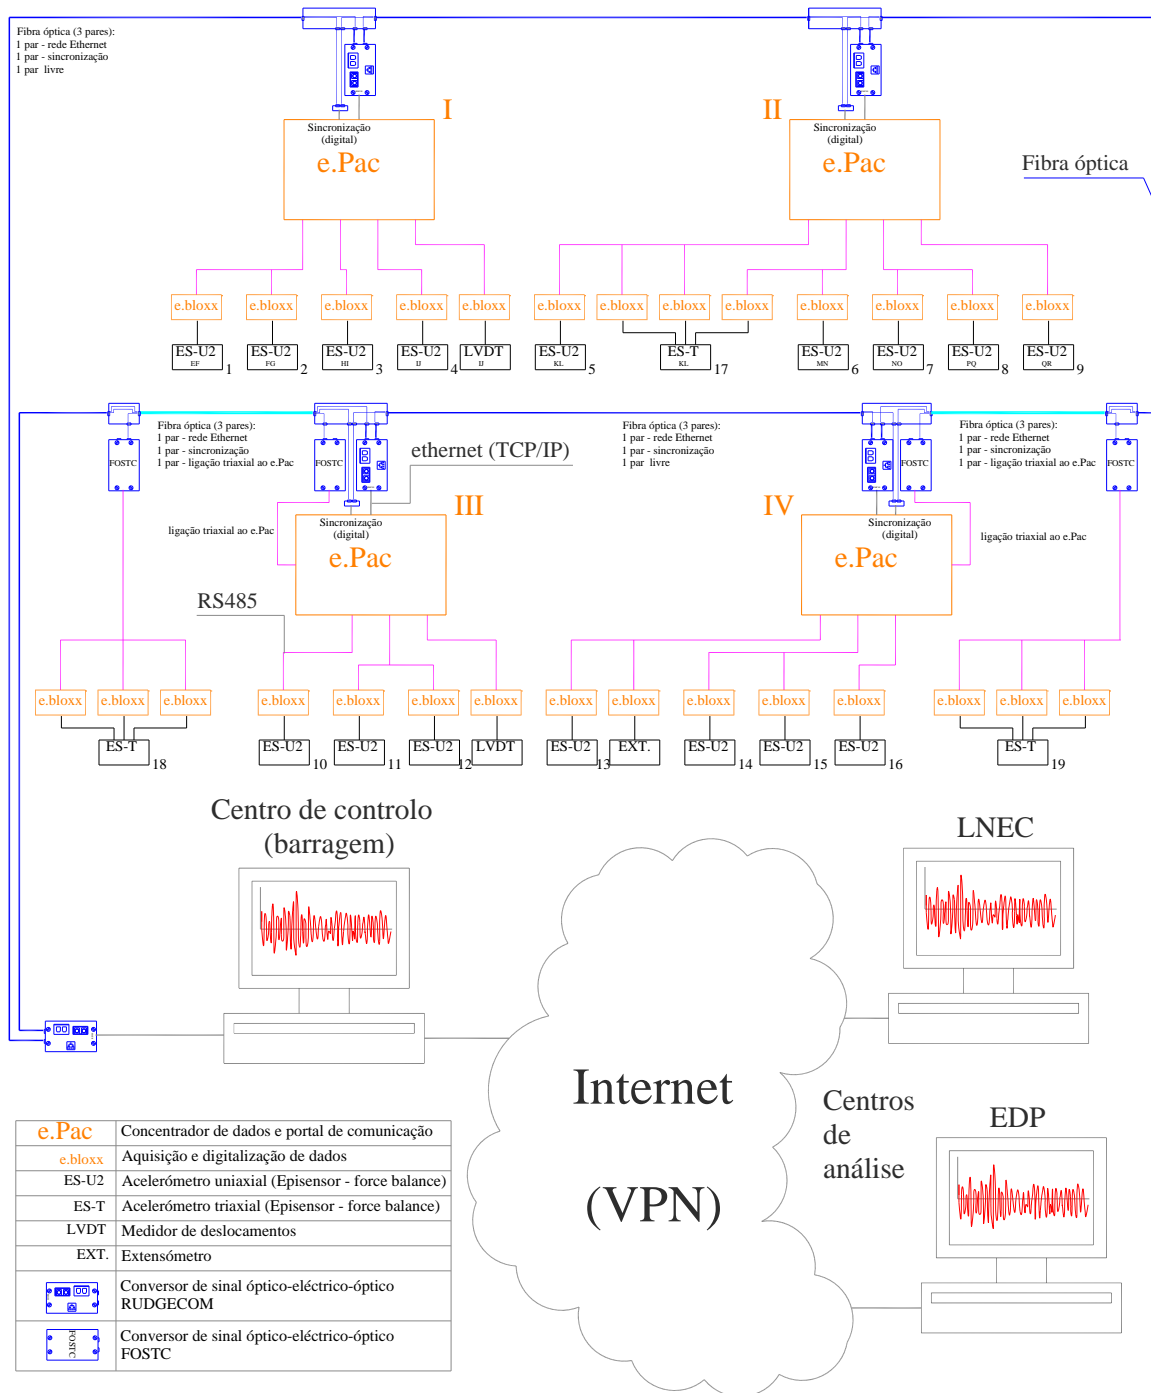 Fibra óptica (3 pares):
1 par - rede Ethernet
1 par - sincronização
1 par livre
I
Sincronização
(digital)
e.Pac
II
Sincronização
(digital)
e.Pac
Fibra óptica
e.bloxx e.bloxx e.bloxx e.bloxx e.bloxx e.bloxx e.bloxx e.bloxx e.bloxx e.bloxx e.bloxx e.bloxx e.bloxx
ES-U2 EF 1
ES-U2 FG 2
ES-U2 HI 3
ES-U2 IJ 4
LVDT IJ
ES-U2 KL 5
ES-T KL 17
ES-U2 MN 6
ES-U2 NO 7
ES-U2 PQ 8
ES-U2 QR 9
FOSTC
Fibra óptica (3 pares):
1 par - rede Ethernet
1 par - sincronização
1 par - ligação triaxial ao e.Pac
FOSTC
ethernet (TCP/IP)
Fibra óptica (3 pares):
1 par - rede Ethernet
1 par - sincronização
1 par livre
FOSTC
Fibra óptica (3 pares):
1 par - rede Ethernet
1 par - sincronização
1 par - ligação triaxial ao e.Pac
FOSTC
ligação triaxial ao e.Pac
III
Sincronização
(digital)
e.Pac
IV
Sincronização
(digital)
e.Pac
ligação triaxial ao e.Pac
RS485
e.bloxx e.bloxx e.bloxx e.bloxx e.bloxx e.bloxx e.bloxx e.bloxx e.bloxx e.bloxx e.bloxx e.bloxx e.bloxx e.bloxx e.bloxx
ES-T 18
ES-U2 10
ES-U2 11
ES-U2 12
LVDT
ES-U2 13
EXT.
ES-U2 14
ES-U2 15
ES-U2 16
ES-T 19
Centro de controlo
(barragem)
LNEC
Internet
(VPN)
Centros
de
análise
EDP
e.Pac Concentrador de dados e portal de comunicação
e.bloxx Aquisição e digitalização de dados
ES-U2 Acelerómetro uniaxial (Episensor - force balance)
ES-T Acelerómetro triaxial (Episensor - force balance)
LVDT Medidor de deslocamentos
EXT. Extensómetro
Conversor de sinal óptico-eléctrico-óptico
RUDGECOM
FOSTC
Conversor de sinal óptico-eléctrico-óptico
FOSTC